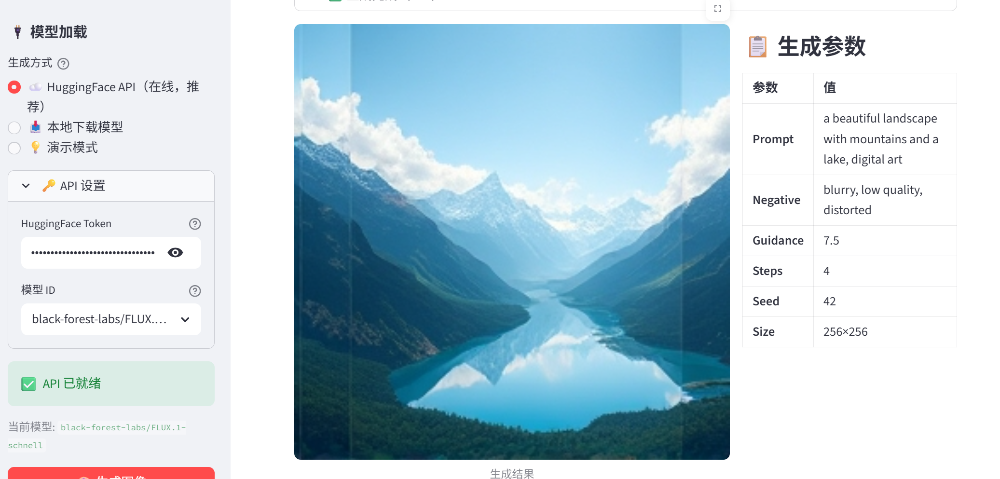 模型加载
生成方式
HuggingFace API（在线，推
荐）
本地下载模型
演示模式
API 设置
HuggingFace Token
••••••••••••••••••••••••••••••••
模型 ID
black-forest-labs/FLUX.…
API 已就绪
当前模型: black-forest-labs/FLUX.1-
schnell
生成图像
生成结果
生成参数
参数 值
Prompt a beautiful landscape
with mountains and a
lake, digital art
Negative blurry, low quality,
distorted
Guidance 7.5
Steps 4
Seed 42
Size 256×256